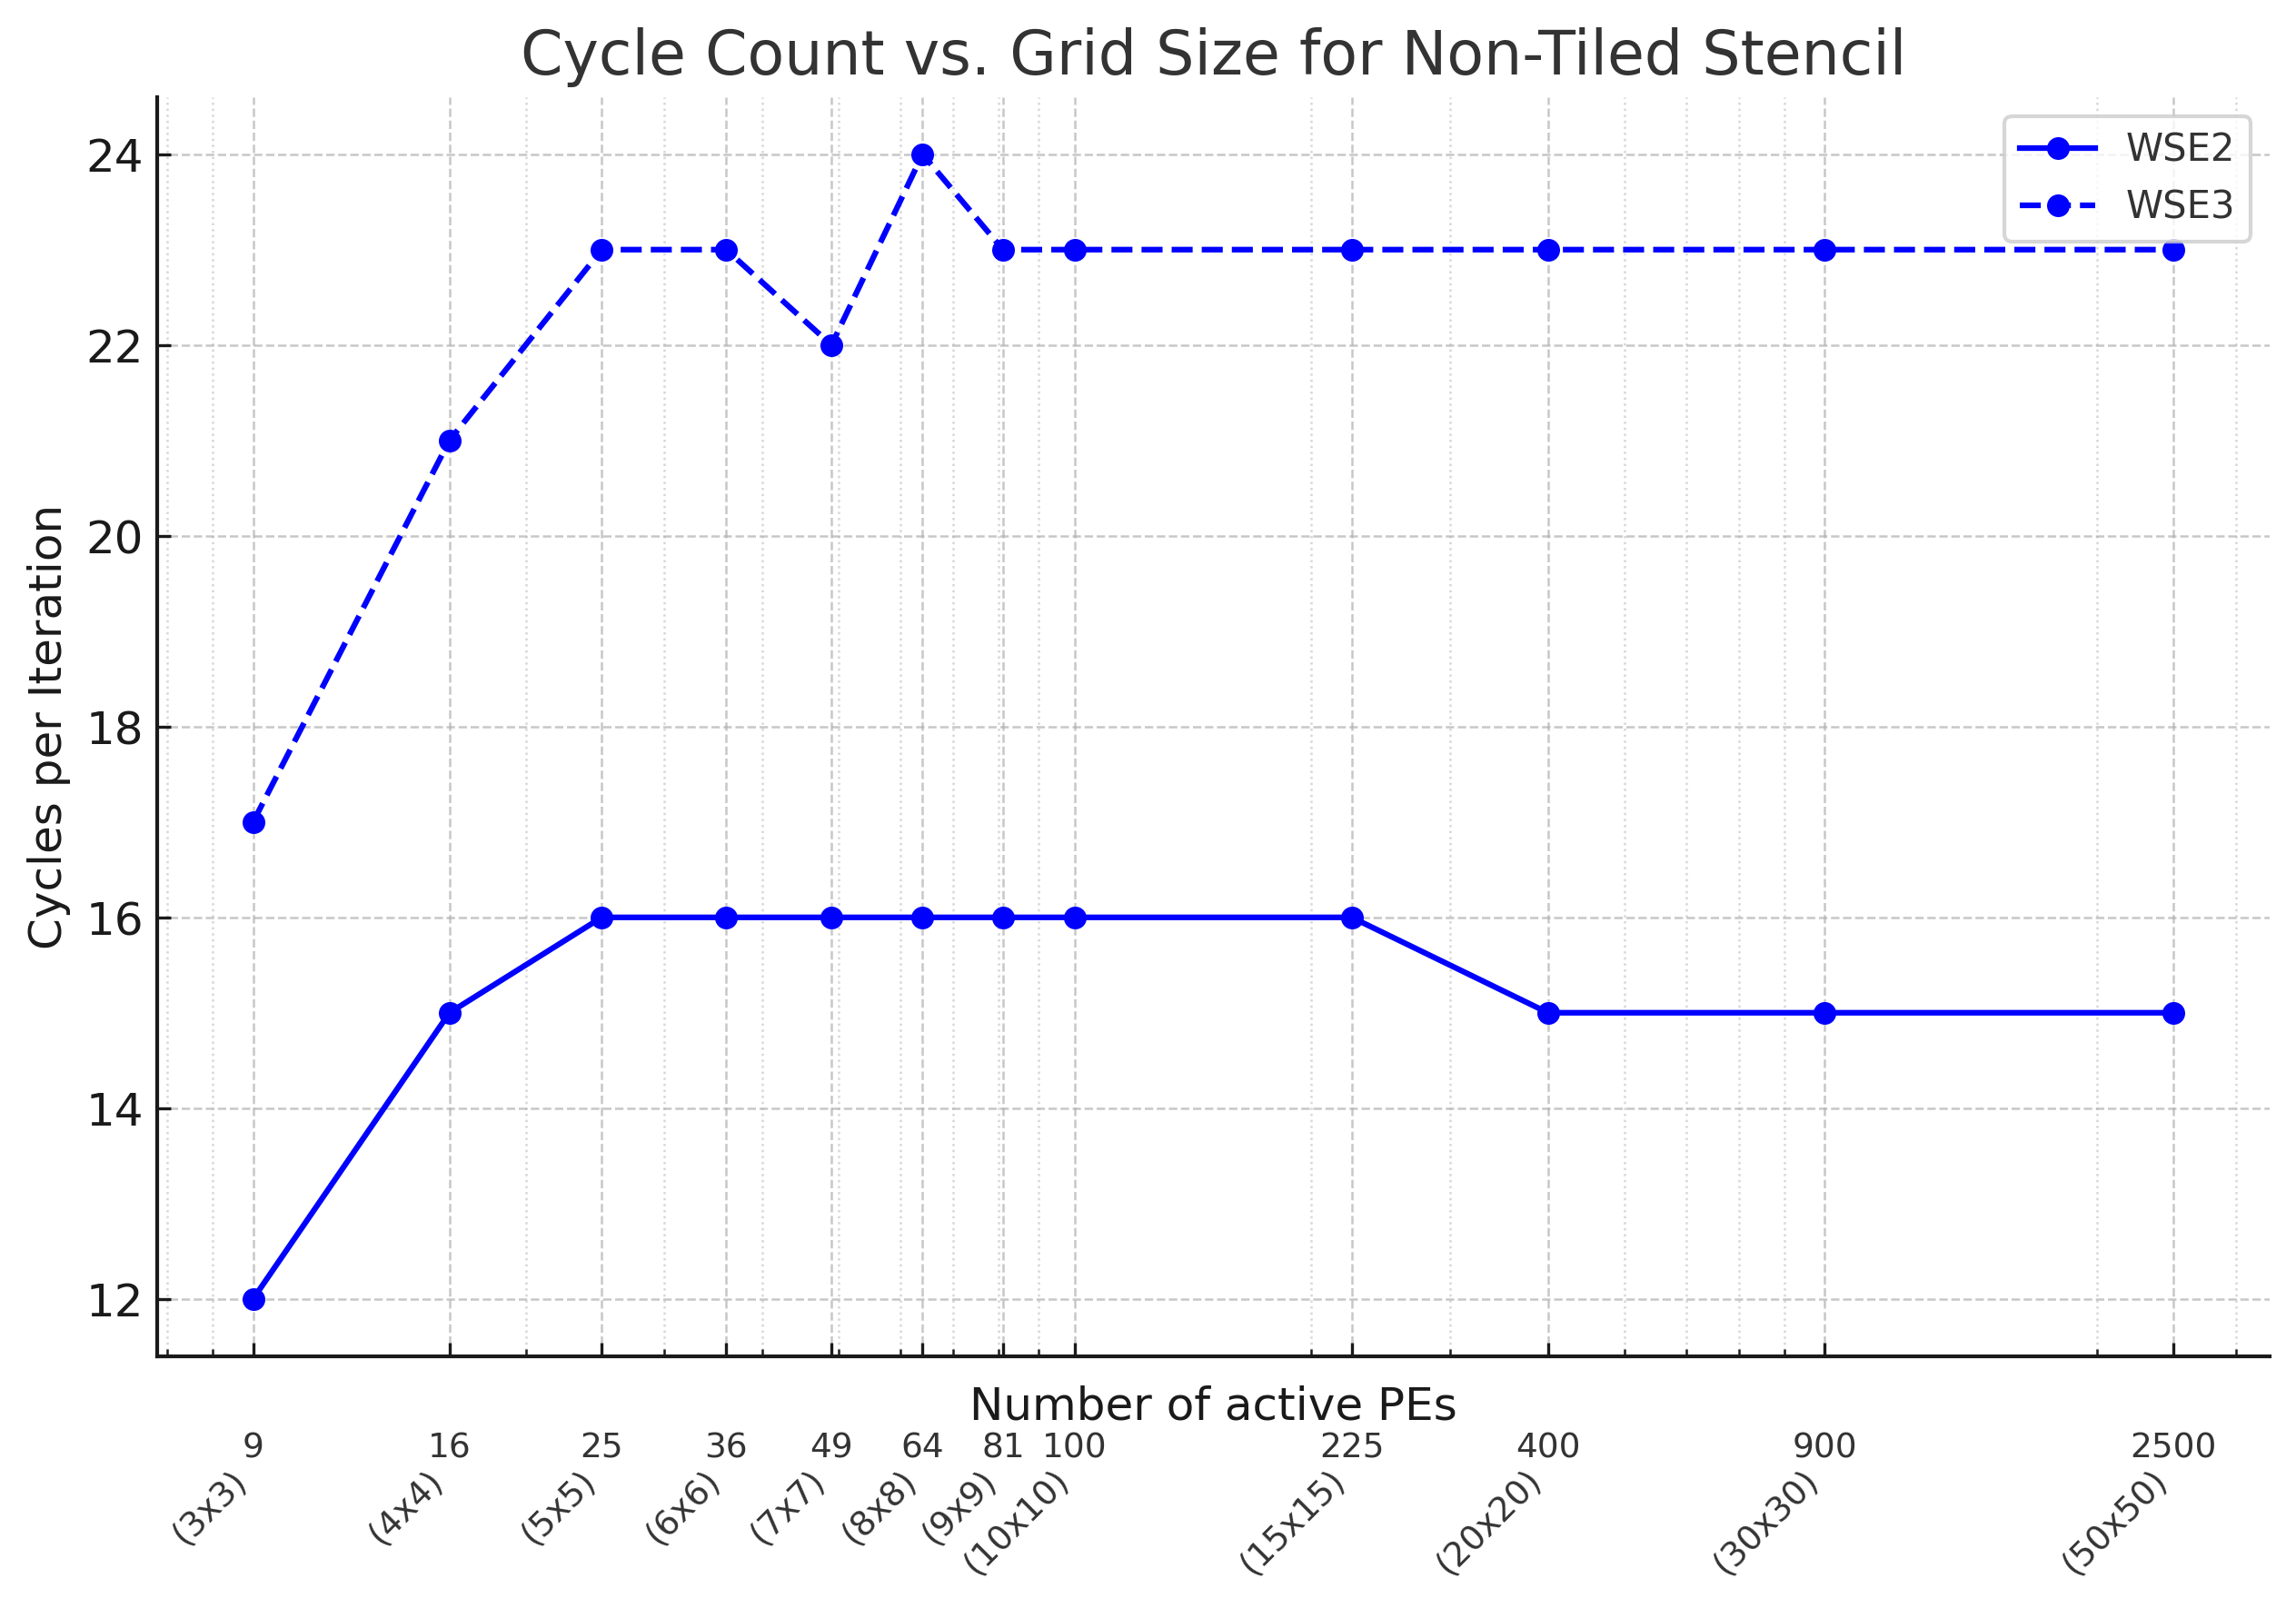 Cycle Count vs. Grid Size for Non-Tiled Stencil
WSE2
WSE3
Cycles per Iteration
24
22
20
18
16
14
12
Number of active PEs
9 16 25 36 49 64 81 100 225 400 900 2500
(3x3) (4x4) (5x5) (6x6) (7x7) (8x8) (9x9) (10x10) (15x15) (20x20) (30x30) (50x50)